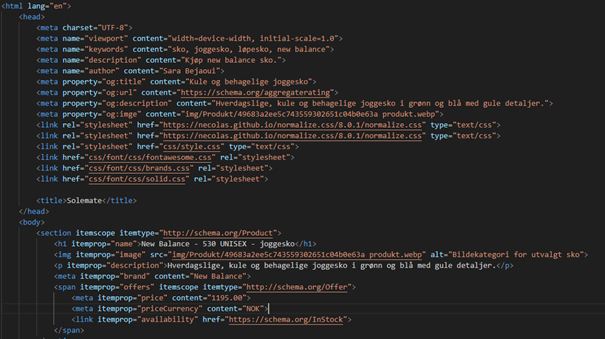 <html lang="en">
<head>
<meta charset="UTF-8">
<meta name="viewport" content="width=device-width, initial-scale=1.0">
<meta name="keywords" content="sko, joggesko, løpesko, new balance">
<meta name="description" content="Kjøp new balance sko.">
<meta name="author" content="Sara Bejaoui">
<meta property="og:title" content="Kule og behagelige joggesko">
<meta property="og:url" content="https://schema.org/aggregaterating">
<meta property="og:description" content="Hverdagslige, kule og behagelige joggesko i grønn og blå med gule detaljer.">
<meta property="og:imge" content="img/Produkt/49683a2ee5c743559302651c04b0e63a produkt.webp">
<link rel="stylesheet" href="https://necolas.github.io/normalize.css/8.0.1/normalize.css" type="text/css">
<link rel="stylesheet" href="https://necolas.github.io/normalize.css/8.0.1/normalize.css" type="text/css">
<link rel="stylesheet" href="css/style.css" type="text/css">
<link href="css/font/css/fontawesome.css" rel="stylesheet">
<link href="css/font/css/brands.css" rel="stylesheet">
<link href="css/font/css/solid.css" rel="stylesheet">
<title>Solemate</title>
</head>
<body>
<section itemscope itemtype="http://schema.org/Product">
<h1 itemprop="name">New Balance - 530 UNISEX - joggesko</h1>
<img itemprop="image" src="img/Produkt/49683a2ee5c743559302651c04b0e63a produkt.webp" alt="Bildekategori for utvalgt sko">
<p itemprop="description">Hverdagslige, kule og behagelige joggesko i grønn og blå med gule detaljer.</p>
<meta itemprop="brand" content="New Balance">
<span itemprop="offers" itemscope itemtype="http://schema.org/Offer">
<meta itemprop="price" content="1195.00">
<meta itemprop="priceCurrency" content="NOK">
<link itemprop="availability" href="https://schema.org/InStock">
</span>